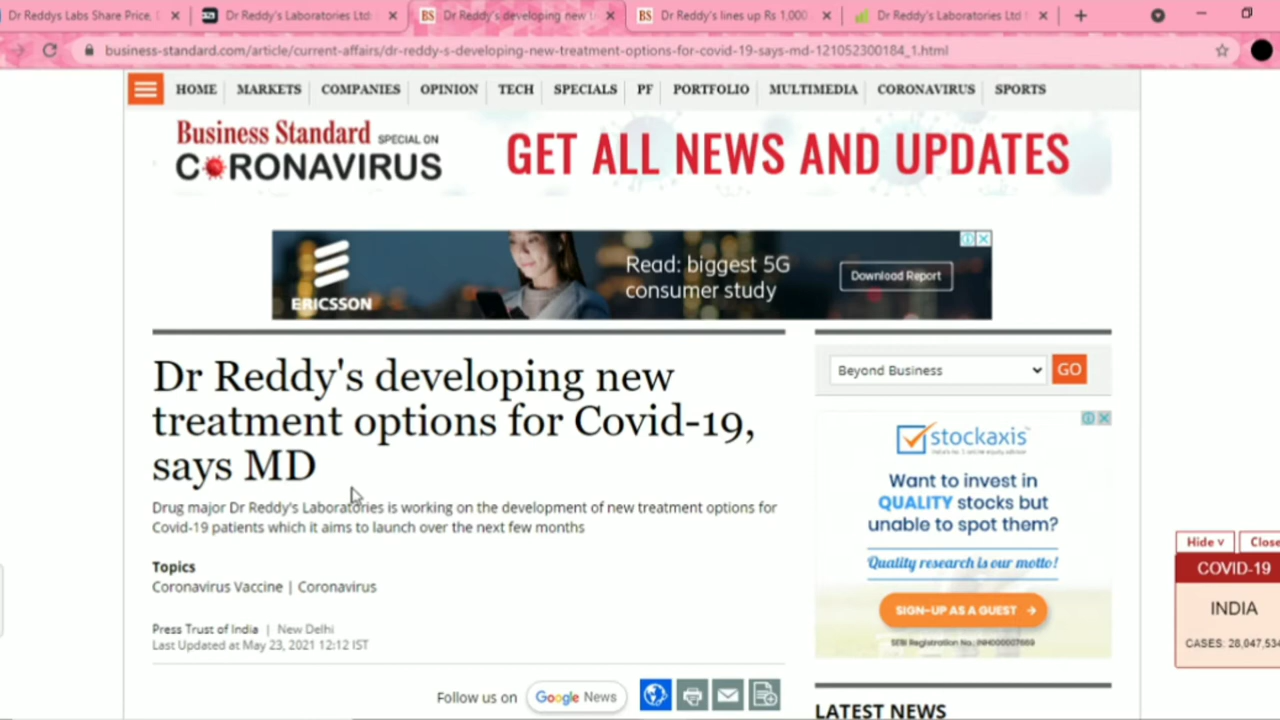 Dr Reddys Labs Share Price, Dr Reddy's Laboratories Ltd. Dr Reddy's developing new t Dr Reddy's lines up Rs 1,000 Dr Reddy's Laboratories Ltd
business-standard.com/article/current-affairs/dr-reddy-s-developing-new-treatment-options-for-covid-19-says-md-121052300184_1.html
HOME MARKETS COMPANIES OPINION TECH SPECIALS PF PORTFOLIO MULTIMEDIA CORONAVIRUS SPORTS
Business Standard SPECIAL ON
CORONAVIRUS
GET ALL NEWS AND UPDATES
ERICSSON
Read: biggest 5G
consumer study
Download Report
Dr Reddy's developing new
treatment options for Covid-19,
says MD
Drug major Dr Reddy's Laboratories is working on the development of new treatment options for
Covid-19 patients which it aims to launch over the next few months
Topics
Coronavirus Vaccine | Coronavirus
Press Trust of India | New Delhi
Last Updated at May 23, 2021 12:12 IST
Follow us on Google News
Beyond Business GO
stockaxis
Want to invest in
QUALITY stocks but
unable to spot them?
Quality research is our motto!
SIGN-UP AS A GUEST
SEBI Registration No.
LATEST NEWS
Hide v Close
COVID-19
INDIA
CASES: 28,047,534